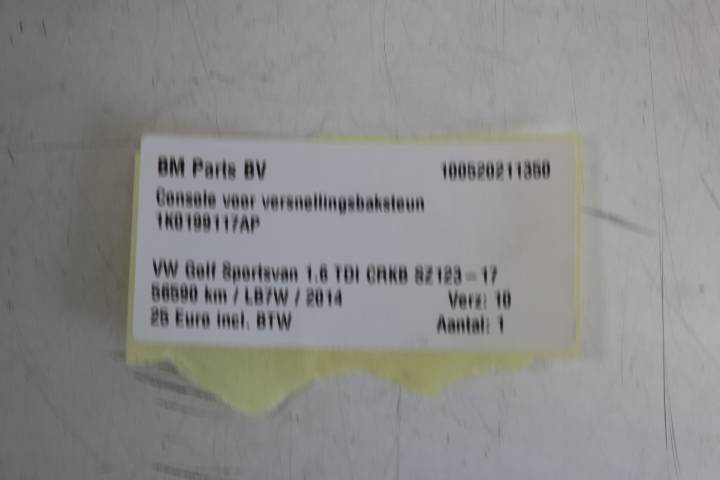 BM Parts BV 100520211350
Console voor versnellingsbaksteun
1K0199117AP
VW Golf Sportsvan 1.6 TDI CRKB SZ123-17
56590 km / LB7W / 2014 Verz: 10
25 Euro incl. BTW Aantal: 1